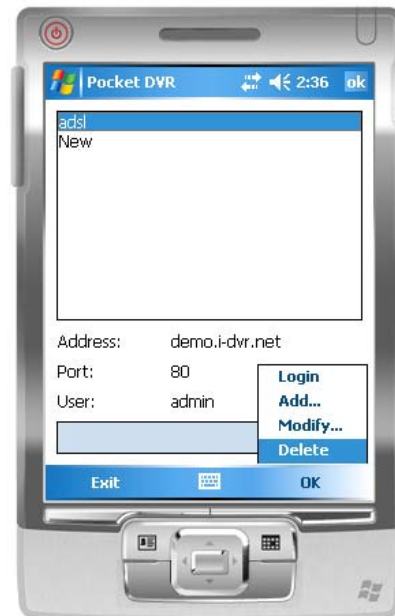 Pocket DVR 2:36 ok
adsl
New
Address: demo.i-dvr.net
Port: 80
User: admin
Login
Add...
Modify...
Delete
Exit OK